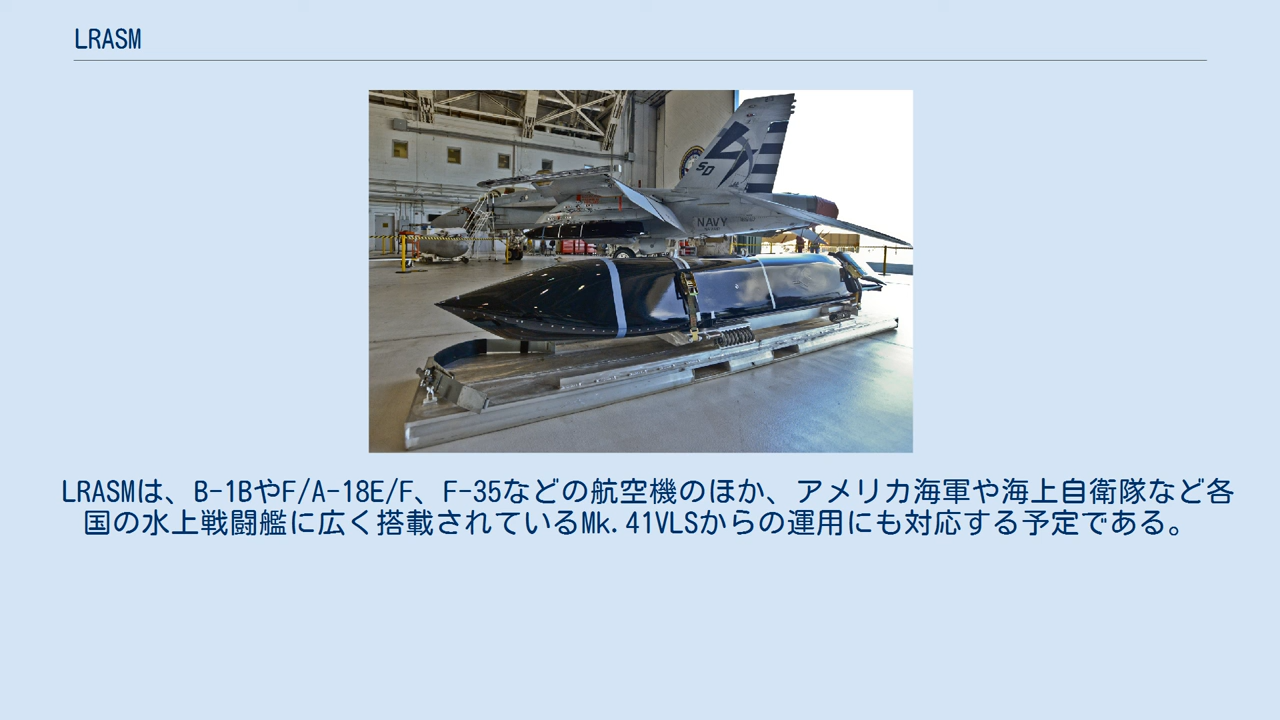 LRASM
SD
NAVY
LRASMは、B-1BやF/A-18E/F、F-35などの航空機のほか、アメリカ海軍や海上自衛隊など各
国の水上戦闘艦に広く搭載されているMk.41VLSからの運用にも対応する予定である。